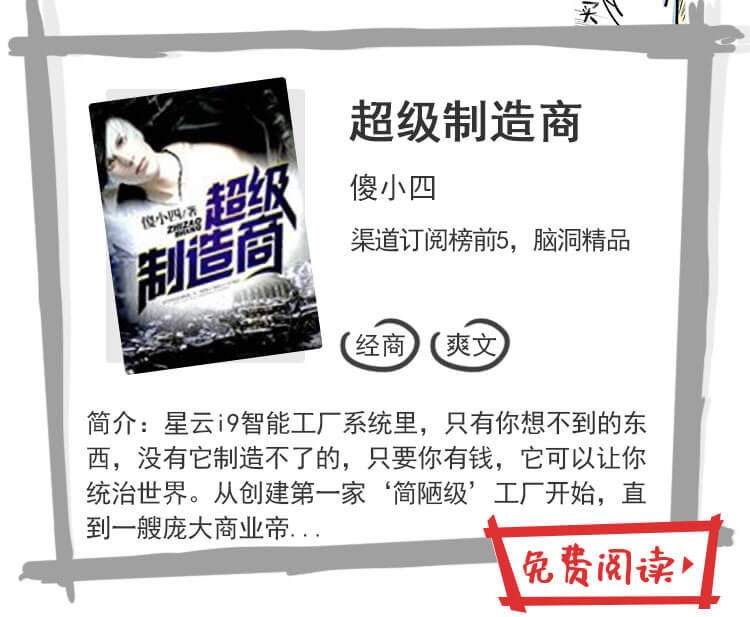 买
超级制造商
傻小四
渠道订阅榜前5，脑洞精品
傻小四/著
超级
ZHIZAO
SHANG
制造商
经商 爽文
简介：星云i9智能工厂系统里，只有你想不到的东
西，没有它制造不了的，只要你有钱，它可以让你
统治世界。从创建第一家‘简陋级’工厂开始，直
到一艘庞大商业帝...
免费阅读